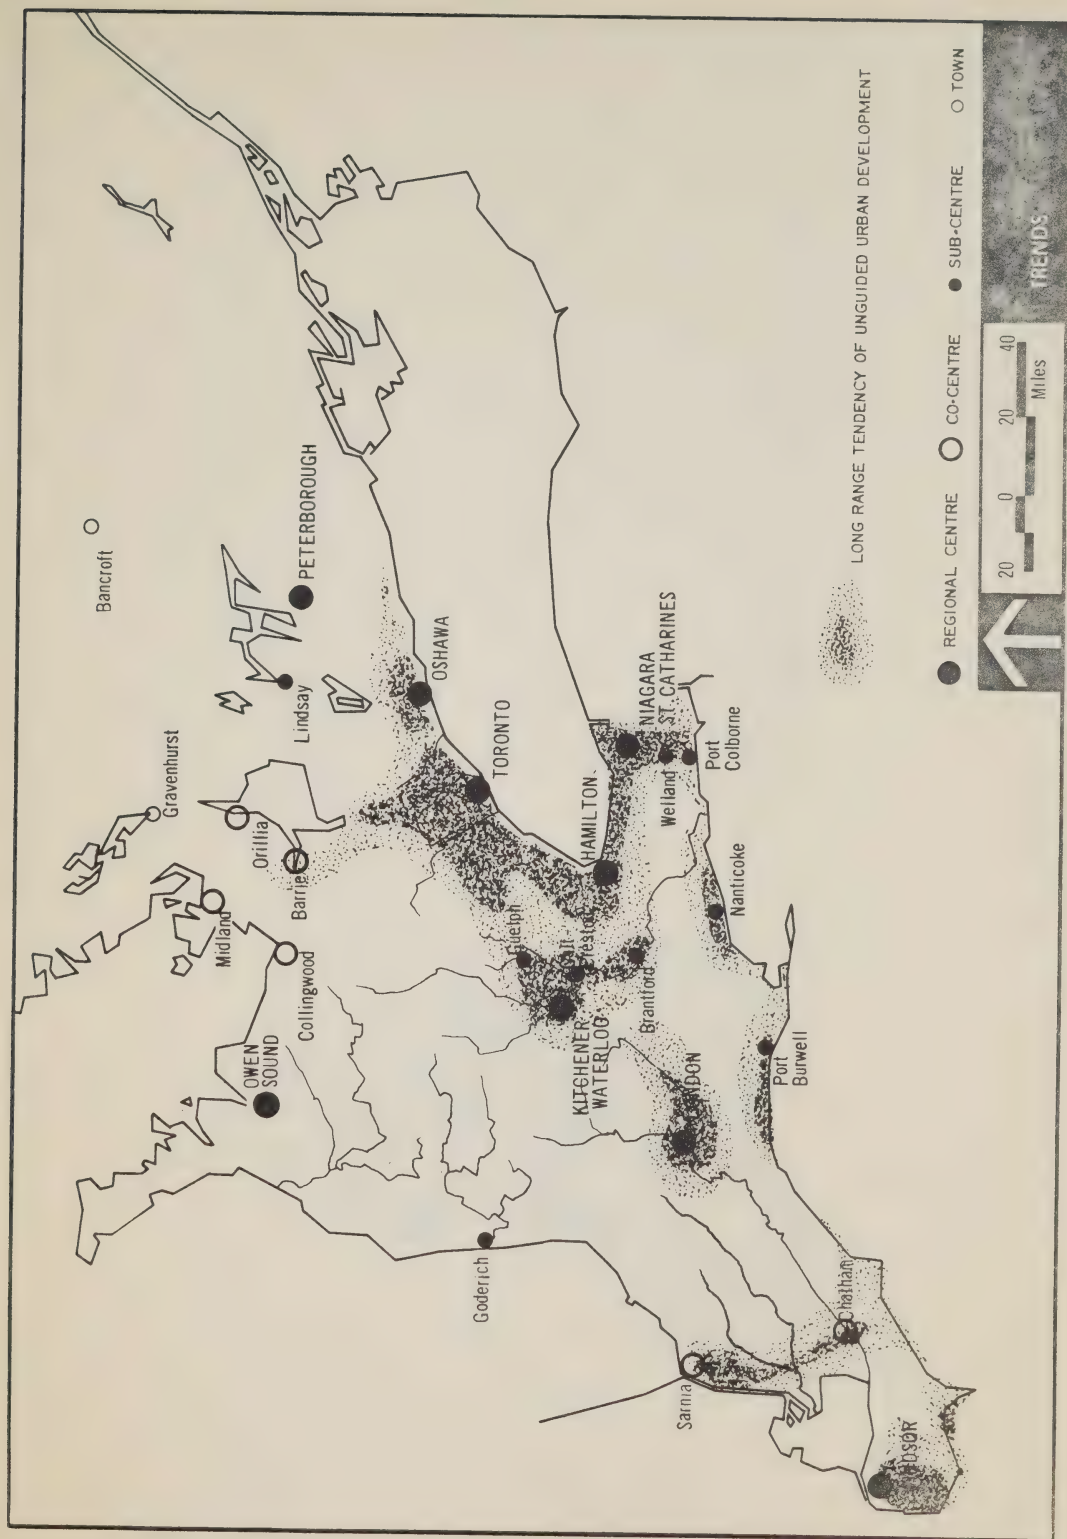 Bancroft
PETERBOROUGH
Lindsay
OSHAWA
Gravenhurst
Orillia
Barrie
Midland
Collingwood
OWEN
SOUND
TORONTO
HAMILTON
NIAGARA
ST. CATHARINES
Welland
Port
Colborne
Nanticoke
Guelph
Galt
Preston
KITCHENER
WATERLOO
Brantford
LONDON
Port
Burwell
Goderich
Sarnia
Chatham
WINDSOR
LONG RANGE TENDENCY OF UNGUIDED URBAN DEVELOPMENT
REGIONAL CENTRE
CO-CENTRE
SUB-CENTRE
TOWN
20 0 20 40
Miles
TRENDS